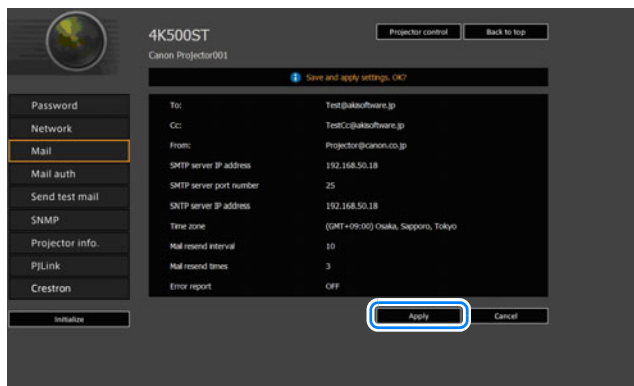 4K500ST
Projector control
Back to top
Canon Projector001
Save and apply settings. OK?
Password
Network
Mail
Mail auth
Send test mail
SNMP
Projector info.
PJLink
Crestron
Initialize
To: Test@akisoftware.jp
Cc: TestCc@akisoftware.jp
From: Projector@canon.co.jp
SMTP server IP address 192.168.50.18
SMTP server port number 25
SNTP server IP address 192.168.50.18
Time zone (GMT+09:00) Osaka, Sapporo, Tokyo
Mail resend interval 10
Mail resend times 3
Error report OFF
Apply
Cancel